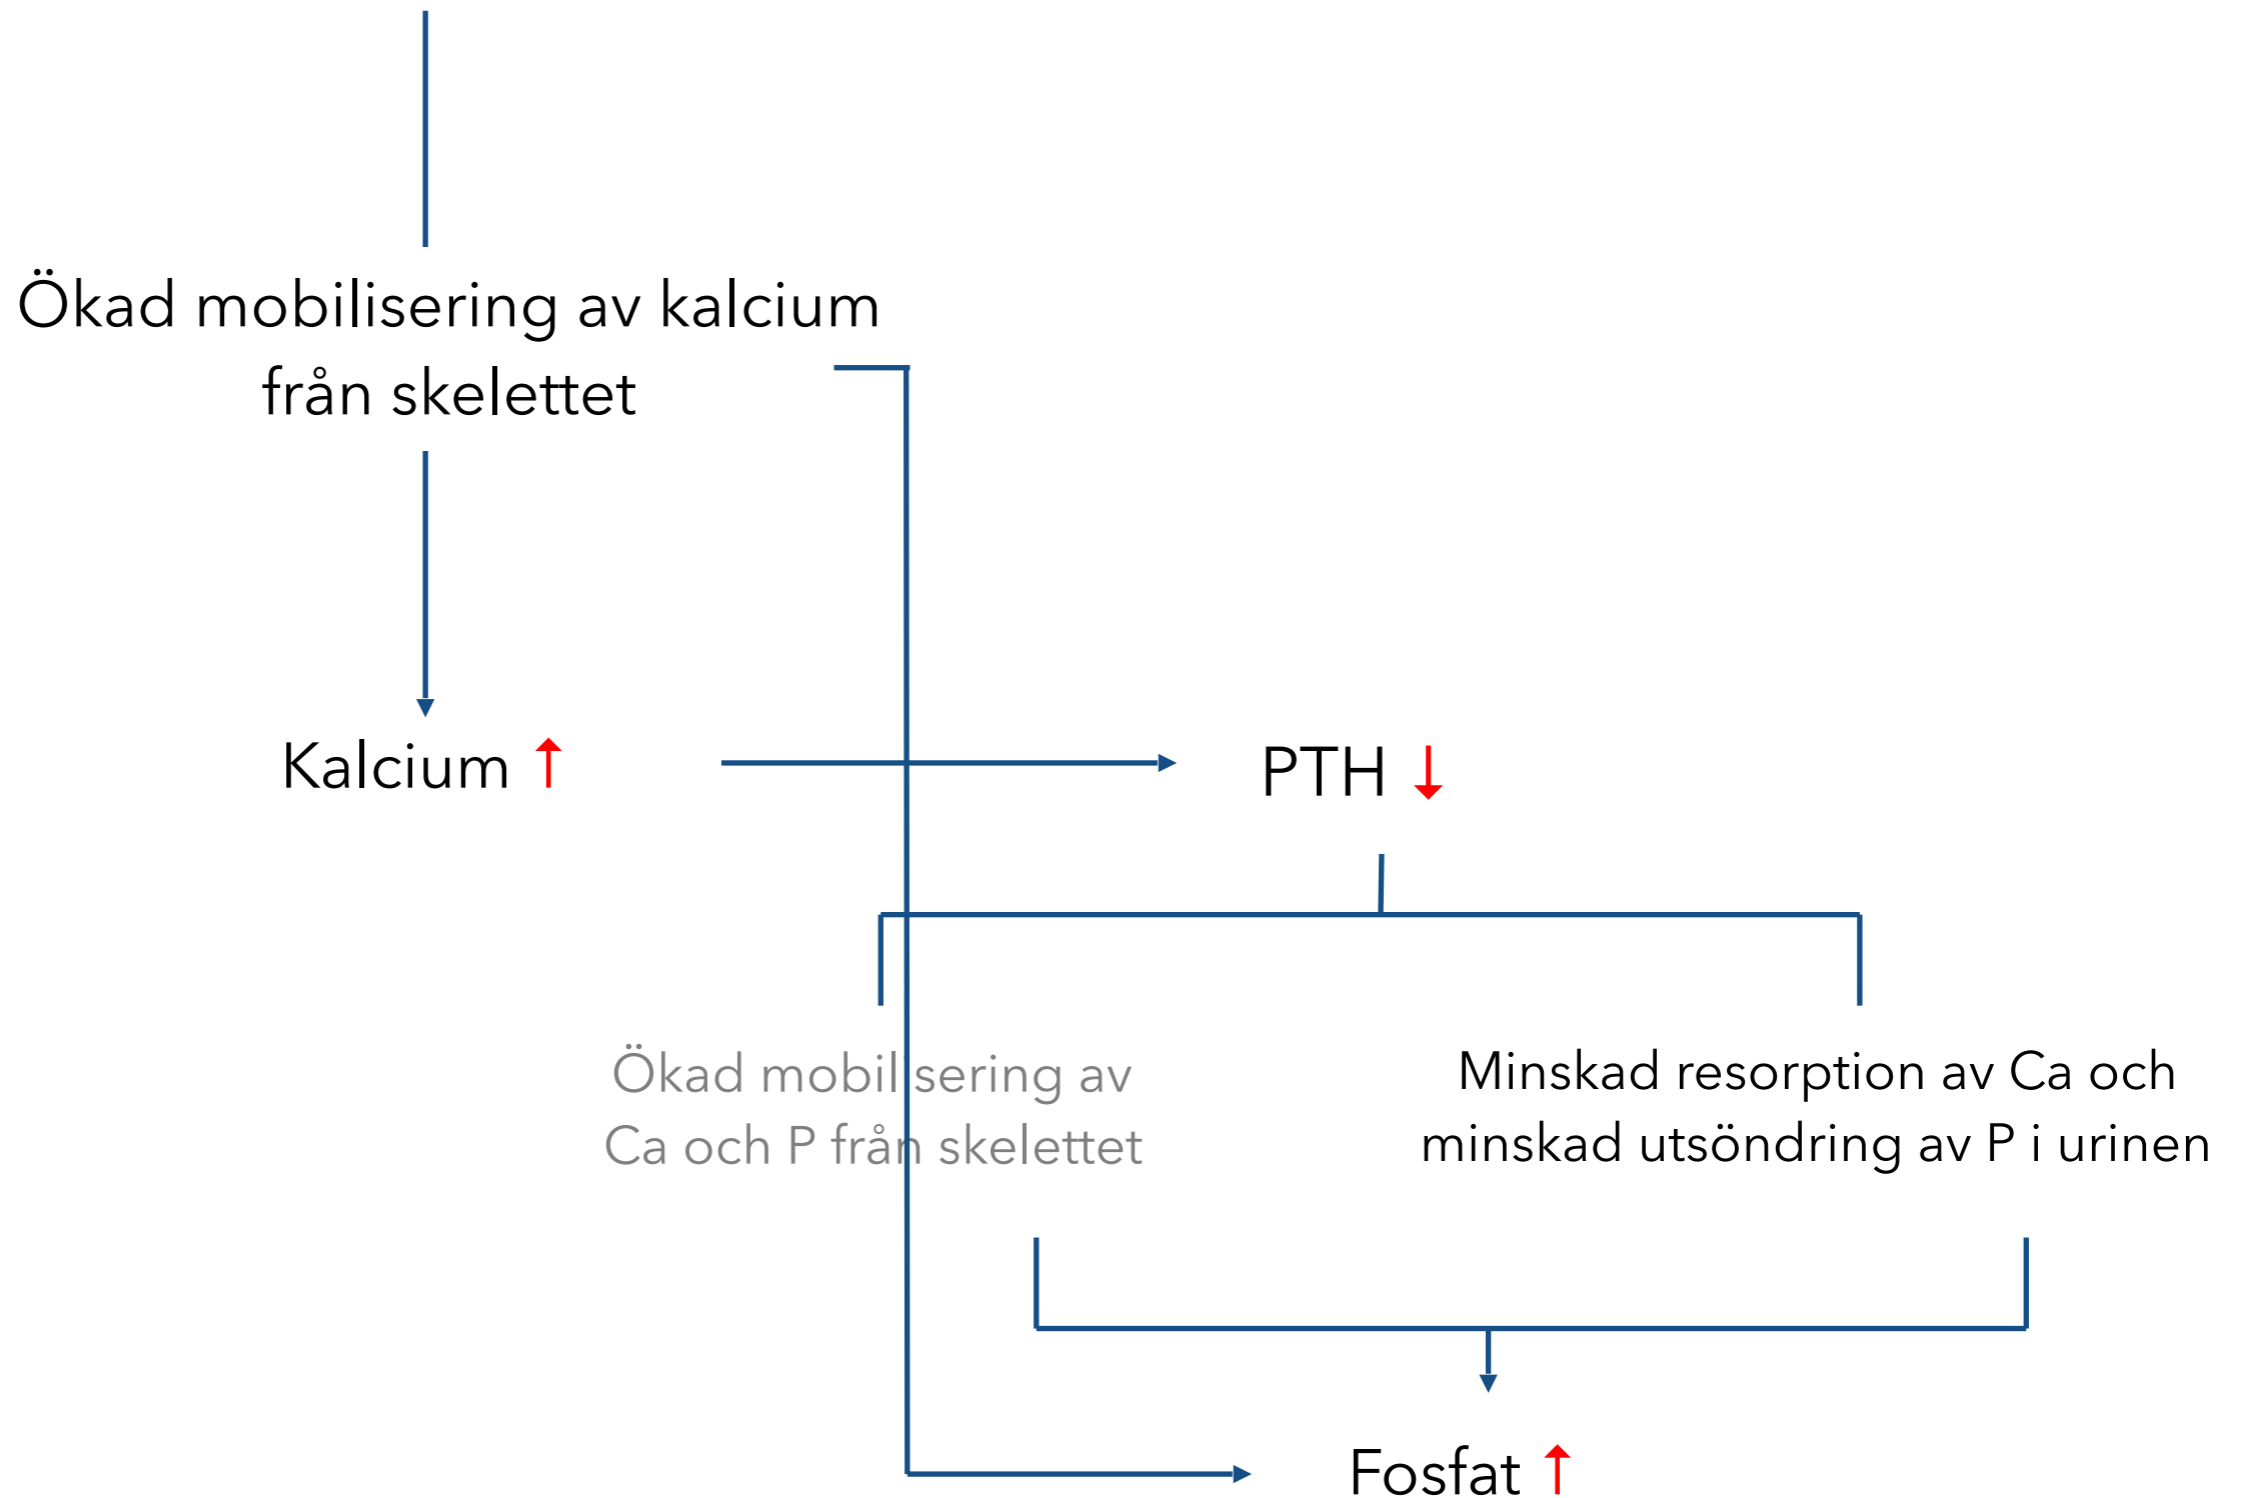 Ökad mobilisering av kalcium
från skelettet
Kalcium ↑
PTH ↓
Ökad mobilisering av
Ca och P från skelettet
Minskad resorption av Ca och
minskad utsöndring av P i urinen
Fosfat ↑